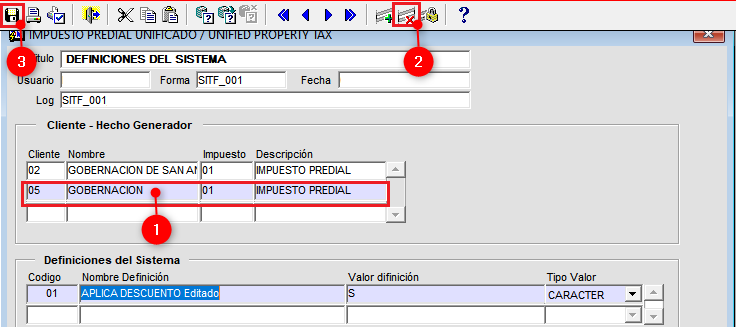 ?
3
2
IMPUESTO PREDIAL UNIFICADO / UNIFIED PROPERTY TAX
tulo DEFINICIONES DEL SISTEMA
Usuario Forma SITF_001 Fecha
Log SITF_001
Cliente - Hecho Generador
Cliente Nombre Impuesto Descripción
02 GOBERNACION DE SAN AN 01 IMPUESTO PREDIAL
05 GOBERNACION 01 IMPUESTO PREDIAL
1
Definiciones del Sistema
Codigo Nombre Definición Valor difinición Tipo Valor
01 APLICA DESCUENTO Editado S CARACTER